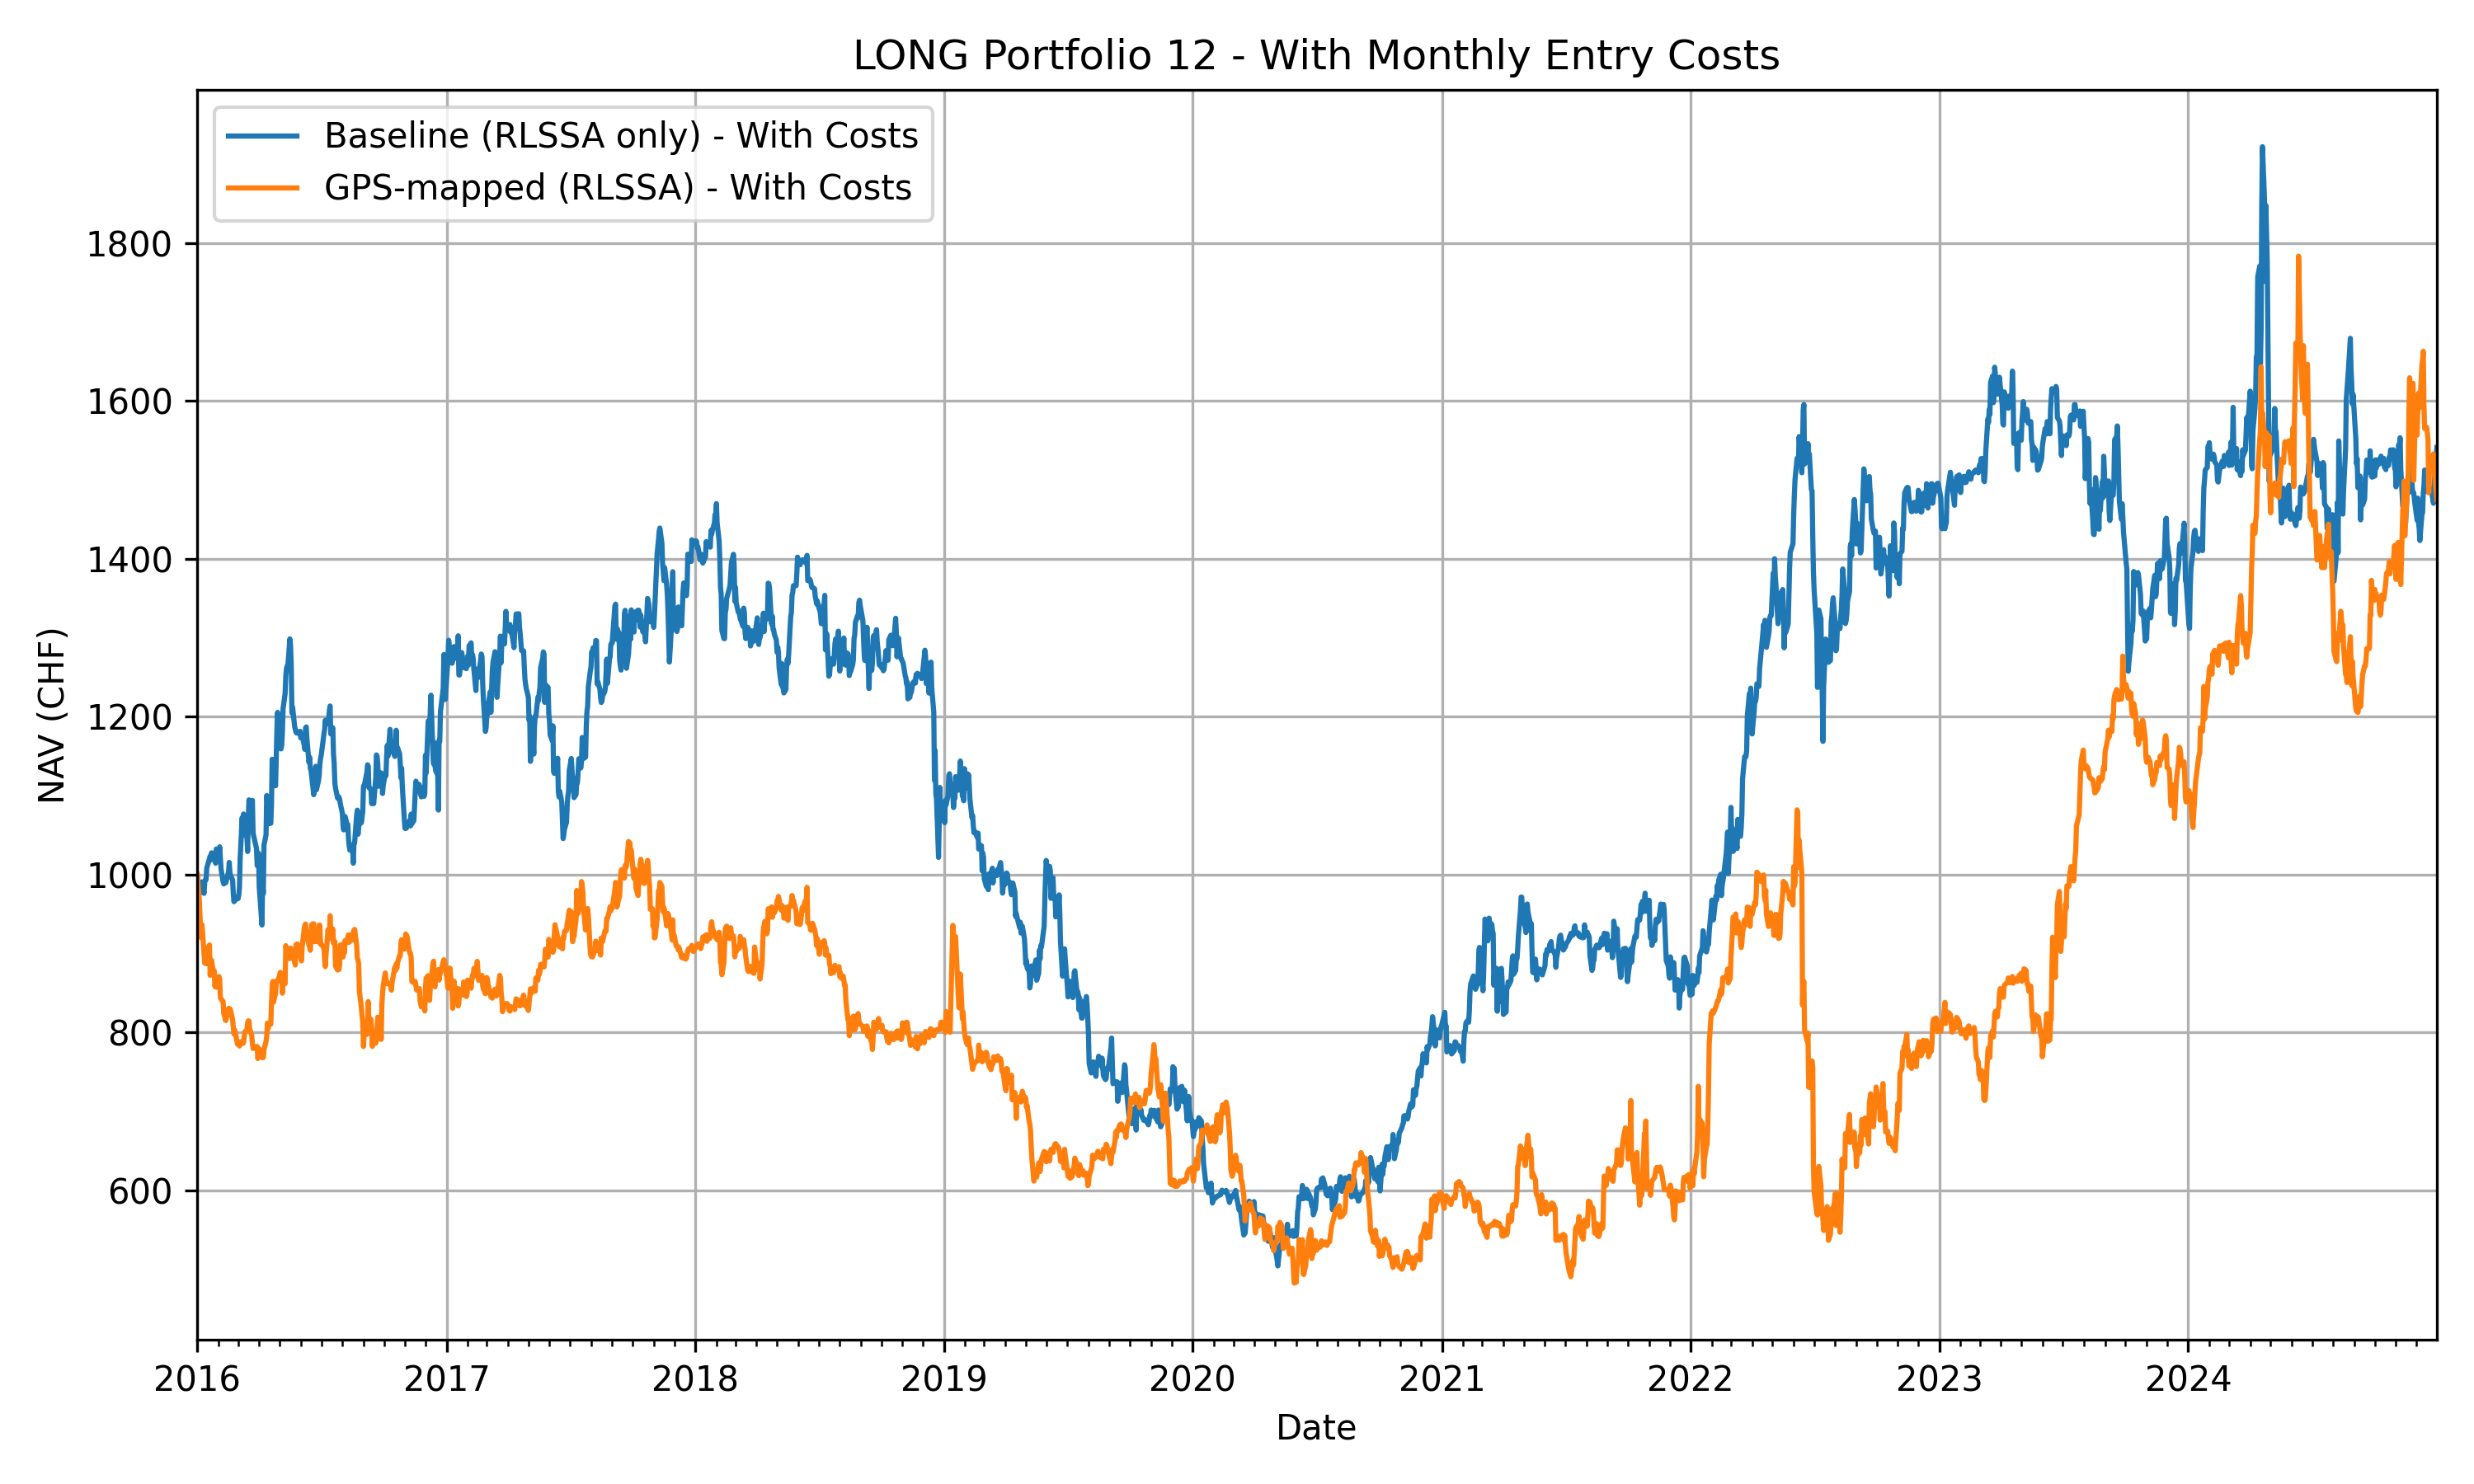 LONG Portfolio 12 - With Monthly Entry Costs
Baseline (RLSSA only) - With Costs
GPS-mapped (RLSSA) - With Costs
NAV (CHF)
1800
1600
1400
1200
1000
800
600
2016 2017 2018 2019 2020 2021 2022 2023 2024
Date